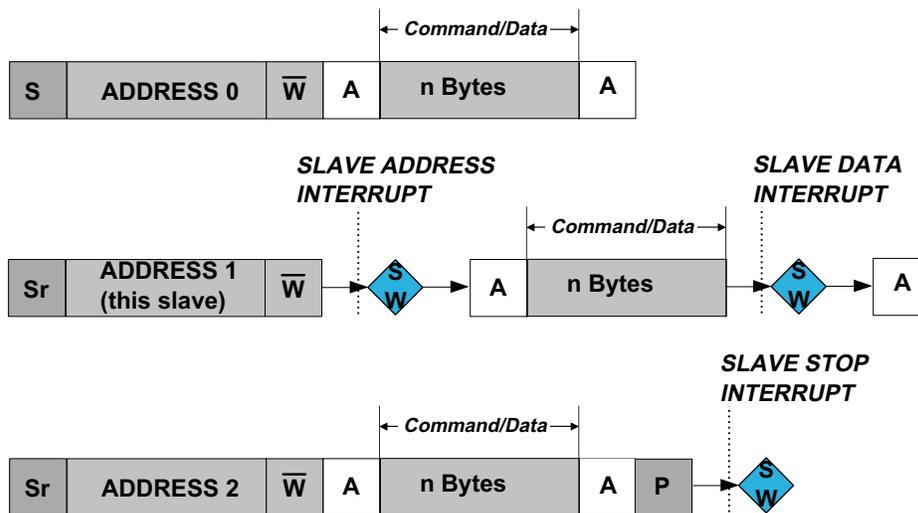 Command/Data
S ADDRESS 0 W̅ A n Bytes A
SLAVE ADDRESS
INTERRUPT
SLAVE DATA
INTERRUPT
Command/Data
Sr ADDRESS 1
(this slave) W̅ S
W A n Bytes S
W A
SLAVE STOP
INTERRUPT
Command/Data
Sr ADDRESS 2 W̅ A n Bytes A P S
W